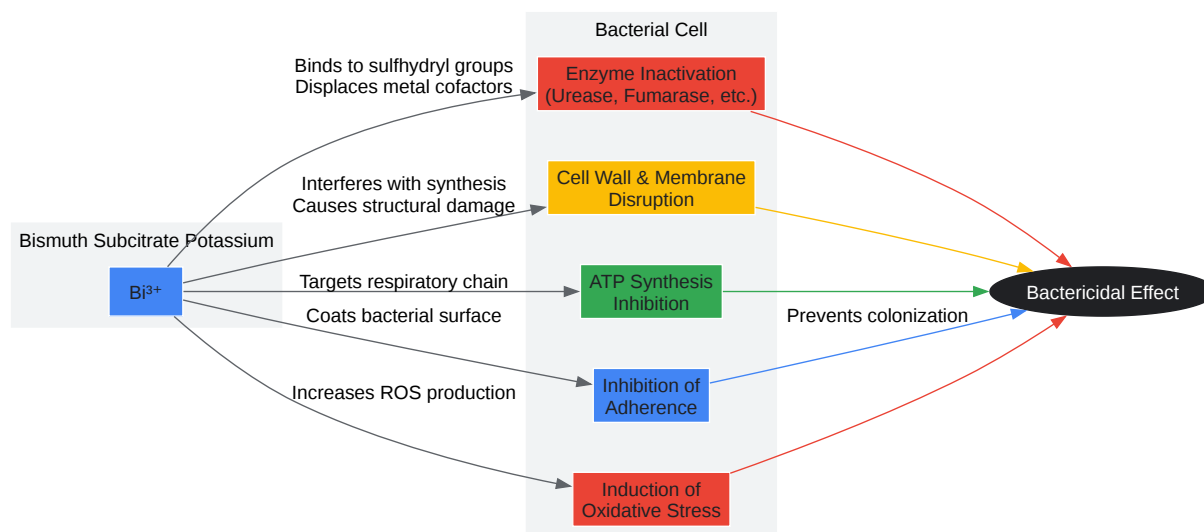 Bacterial Cell
Binds to sulfhydryl groups
Displaces metal cofactors
Enzyme Inactivation
(Urease, Fumarase, etc.)
Interferes with synthesis
Causes structural damage
Cell Wall & Membrane
Disruption
Bismuth Subcitrate Potassium
Bi³⁺
Targets respiratory chain
ATP Synthesis
Inhibition
Bactericidal Effect
Coats bacterial surface
Prevents colonization
Inhibition of
Adherence
Increases ROS production
Induction of
Oxidative Stress